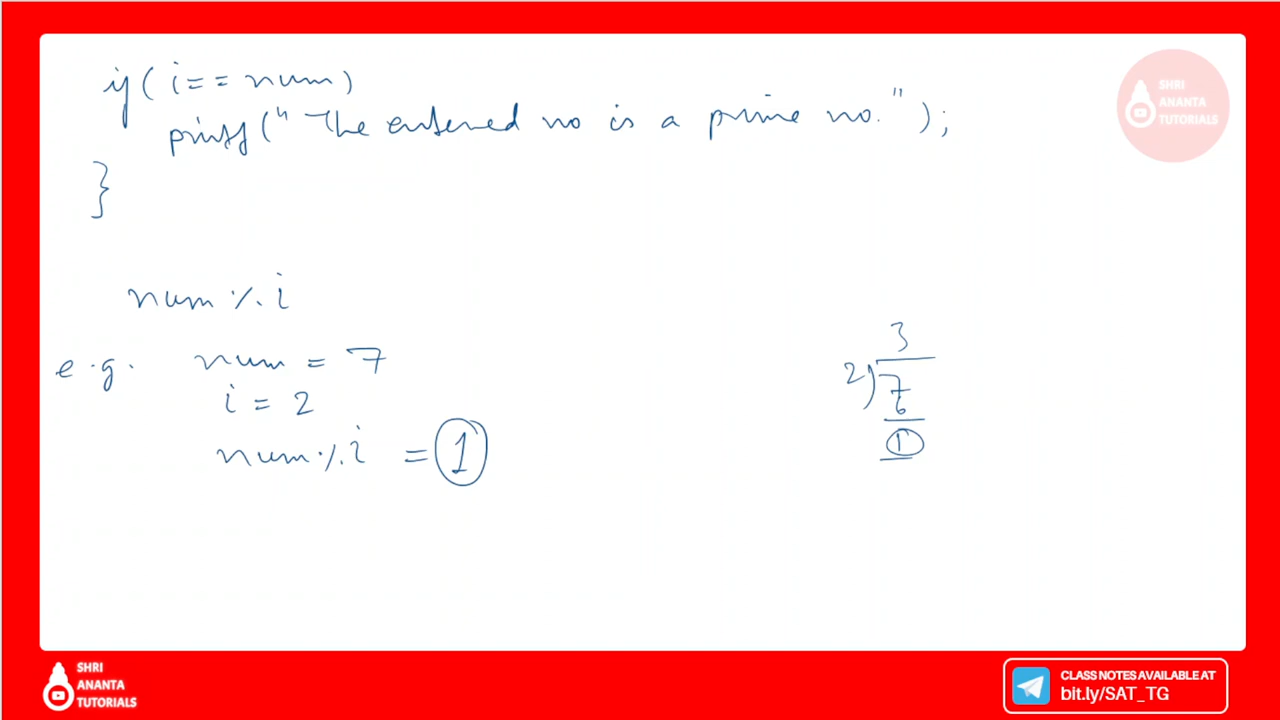 if( i== num)
printf(" The entered no is a prime no.");
}
num %. i
e.g. num = 7
i = 2
num %. i = 1
3
2)7
6
1
SHRI
ANANTA
TUTORIALS
SHRI
ANANTA
TUTORIALS
CLASS NOTES AVAILABLE AT
bit.ly/SAT_TG